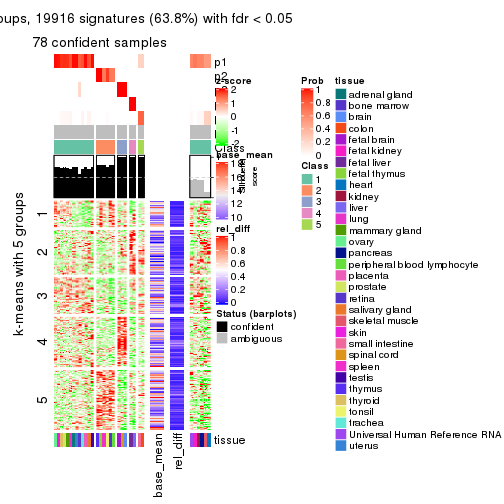 oups, 19916 signatures (63.8%) with fdr < 0.05
78 confident samples
p1
p2
z-score
2
1
0
-1
-2
Class
base_mean
16
14
12
10
rel_diff
1
0.8
0.6
0.4
0.2
0
Status (barplots)
confident
ambiguous
Prob
1
0.8
0.6
0.4
0.2
0
Class
1
2
3
4
5
tissue
adrenal gland
bone marrow
brain
colon
fetal brain
fetal kidney
fetal liver
fetal thymus
heart
kidney
liver
lung
mammary gland
ovary
pancreas
peripheral blood lymphocyte
placenta
prostate
retina
salivary gland
skeletal muscle
skin
small intestine
spinal cord
spleen
testis
thymus
thyroid
tonsil
trachea
Universal Human Reference RNA
uterus
k-means with 5 groups
1
2
3
4
5
score
tissue
base_mean
rel_diff